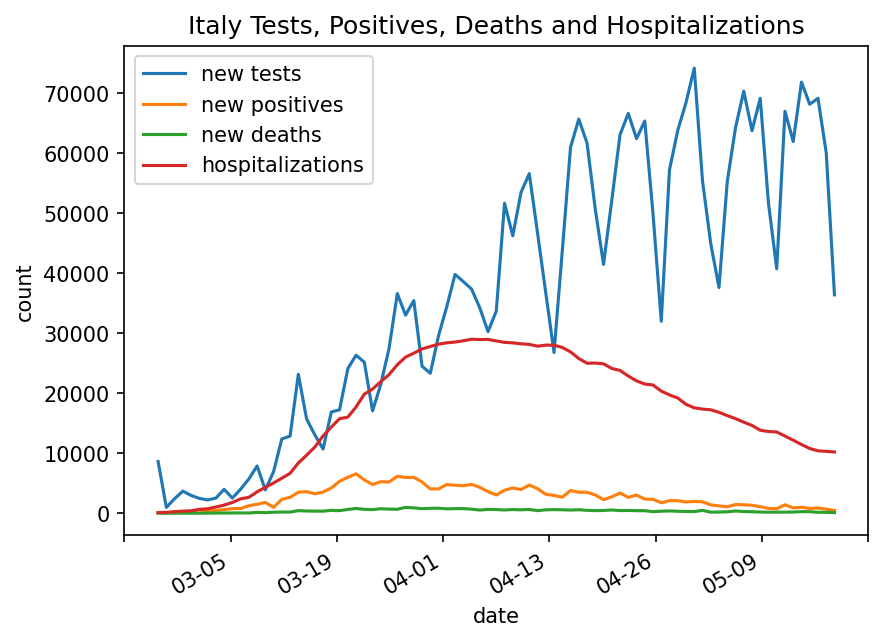 Italy Tests, Positives, Deaths and Hospitalizations
new tests
new positives
new deaths
hospitalizations
70000
60000
50000
40000
30000
20000
10000
0
count
03-05
03-19
04-01
04-13
04-26
05-09
date